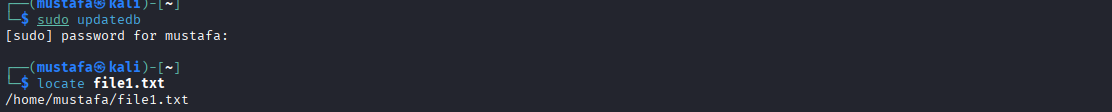 ┌──(mustafa㉿kali)-[~]
└─$ sudo updatedb
[sudo] password for mustafa:
┌──(mustafa㉿kali)-[~]
└─$ locate file1.txt
/home/mustafa/file1.txt